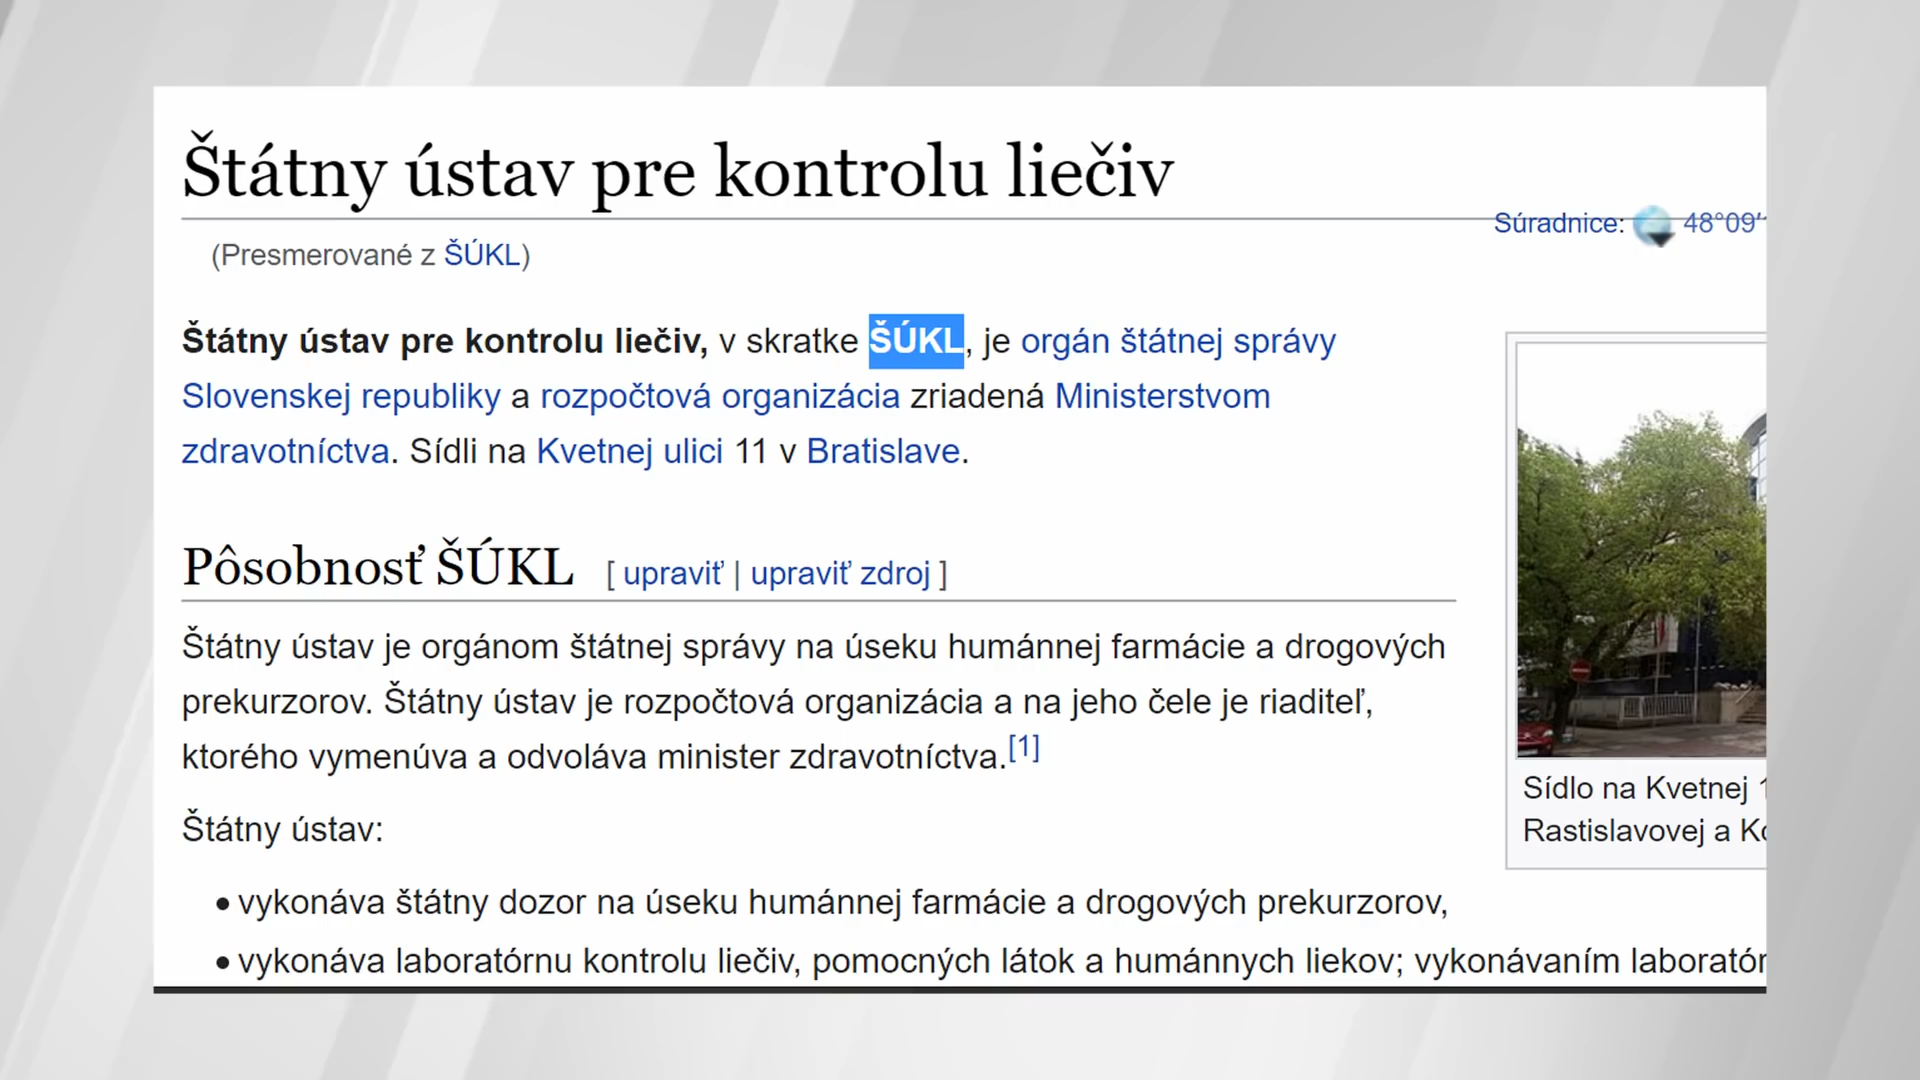 Štátny ústav pre kontrolu liečiv
Súradnice: 48°09′
(Presmerované z ŠÚKL)
Štátny ústav pre kontrolu liečiv, v skratke ŠÚKL, je orgán štátnej správy
Slovenskej republiky a rozpočtová organizácia zriadená Ministerstvom
zdravotníctva. Sídli na Kvetnej ulici 11 v Bratislave.
Pôsobnosť ŠÚKL [ upraviť | upraviť zdroj ]
Štátny ústav je orgánom štátnej správy na úseku humánnej farmácie a drogových
prekurzorov. Štátny ústav je rozpočtová organizácia a na jeho čele je riaditeľ,
ktorého vymenúva a odvoláva minister zdravotníctva.[1]
Štátny ústav:
• vykonáva štátny dozor na úseku humánnej farmácie a drogových prekurzorov,
• vykonáva laboratórnu kontrolu liečiv, pomocných látok a humánnych liekov; vykonávaním
Sídlo na Kvetnej
Rastislavovej a